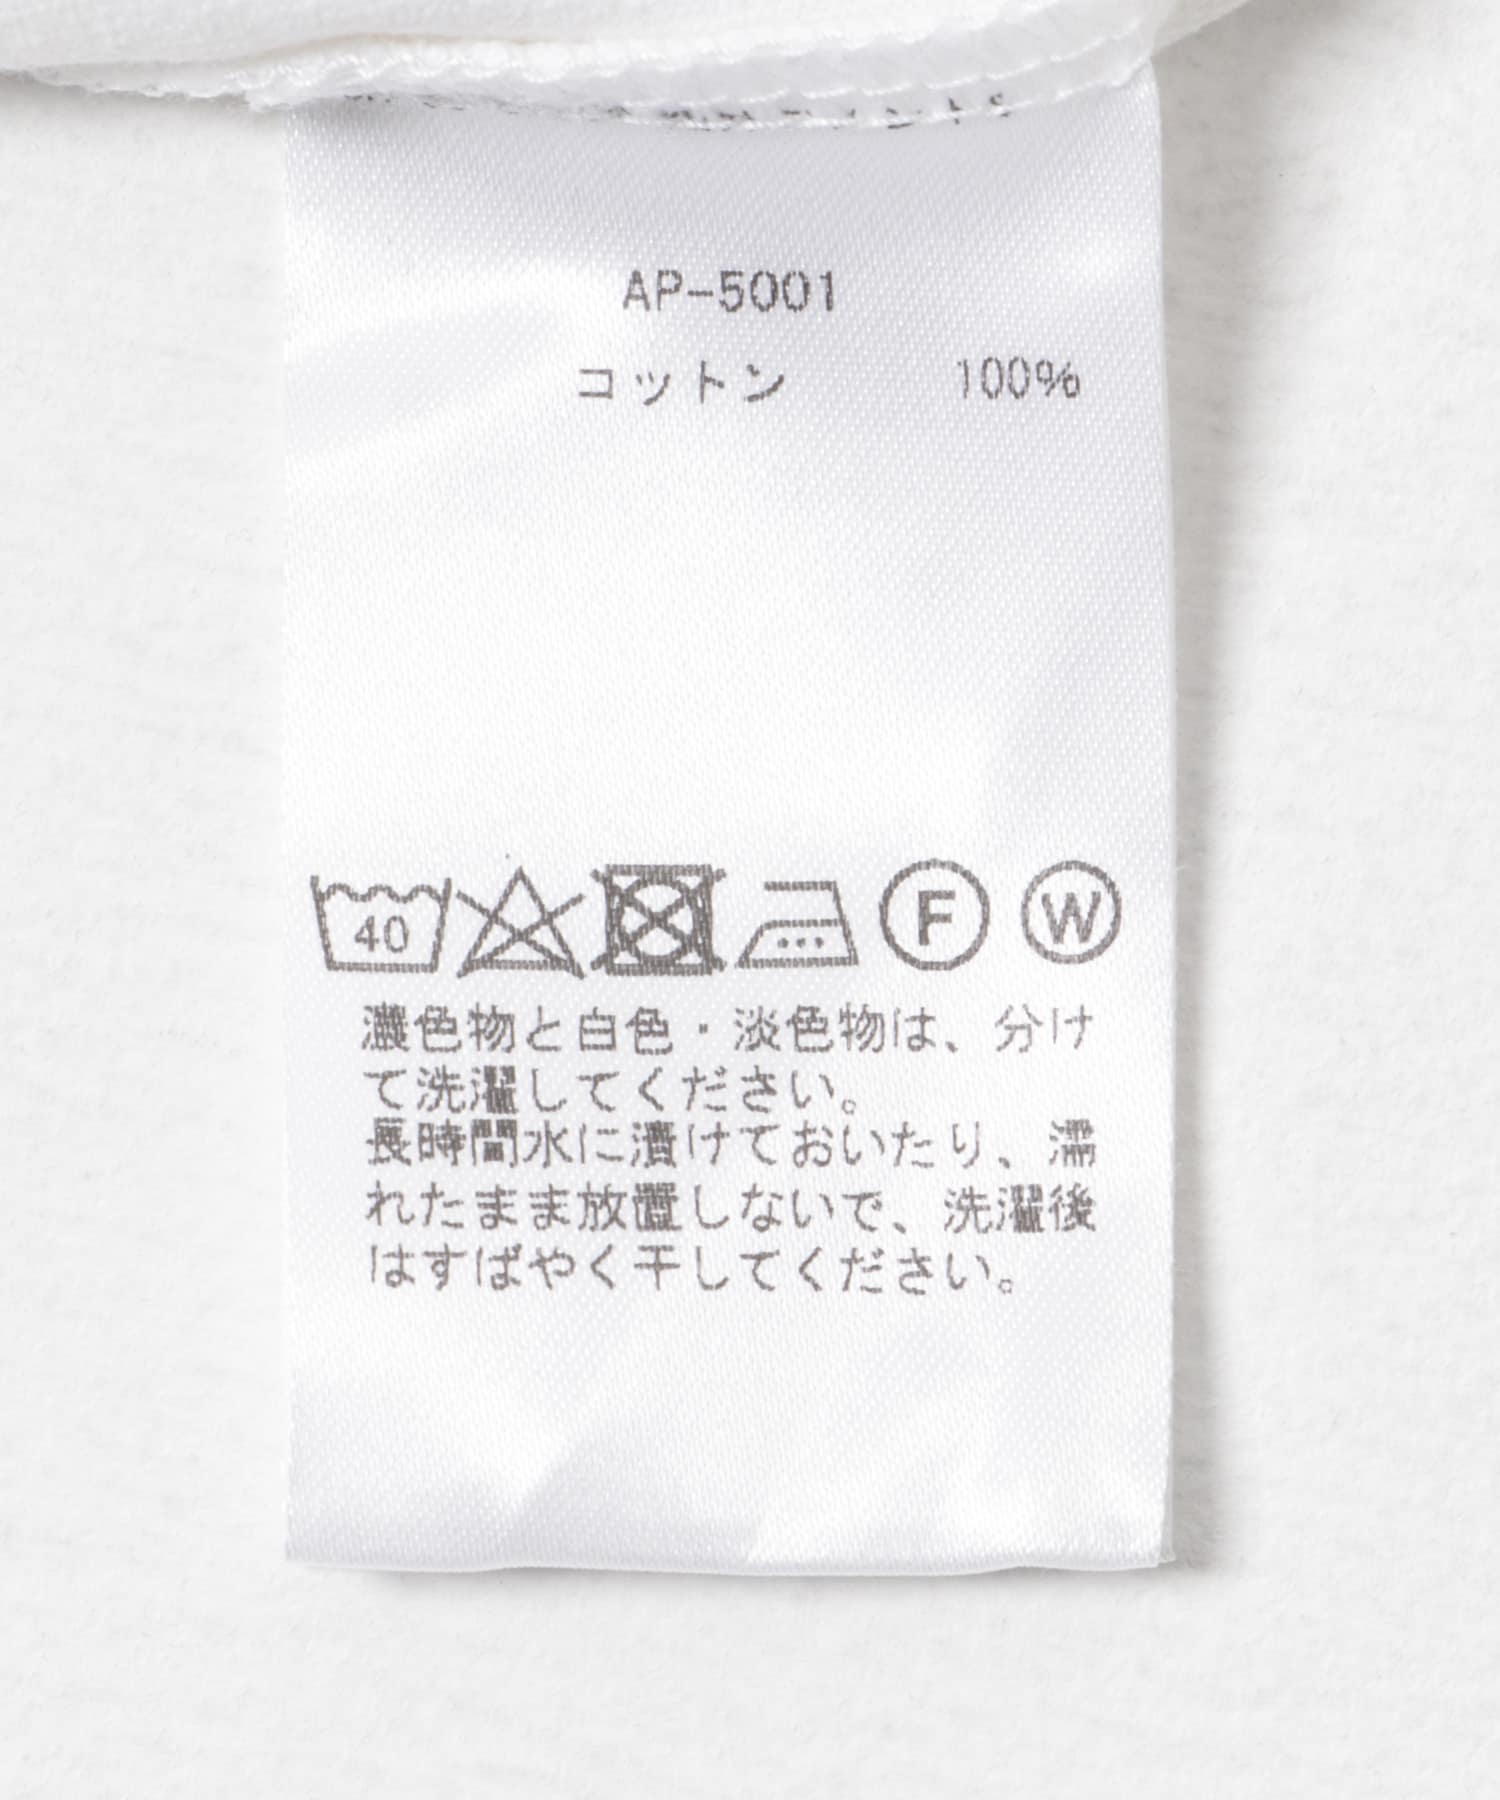 AP-5001
コットン 100%
40 F W
濃色物と白色・淡色物は、分け
て洗濯してください。
長時間水に漬けておいたり、濡
れたまま放置しないで、洗濯後
はすばやく干してください。